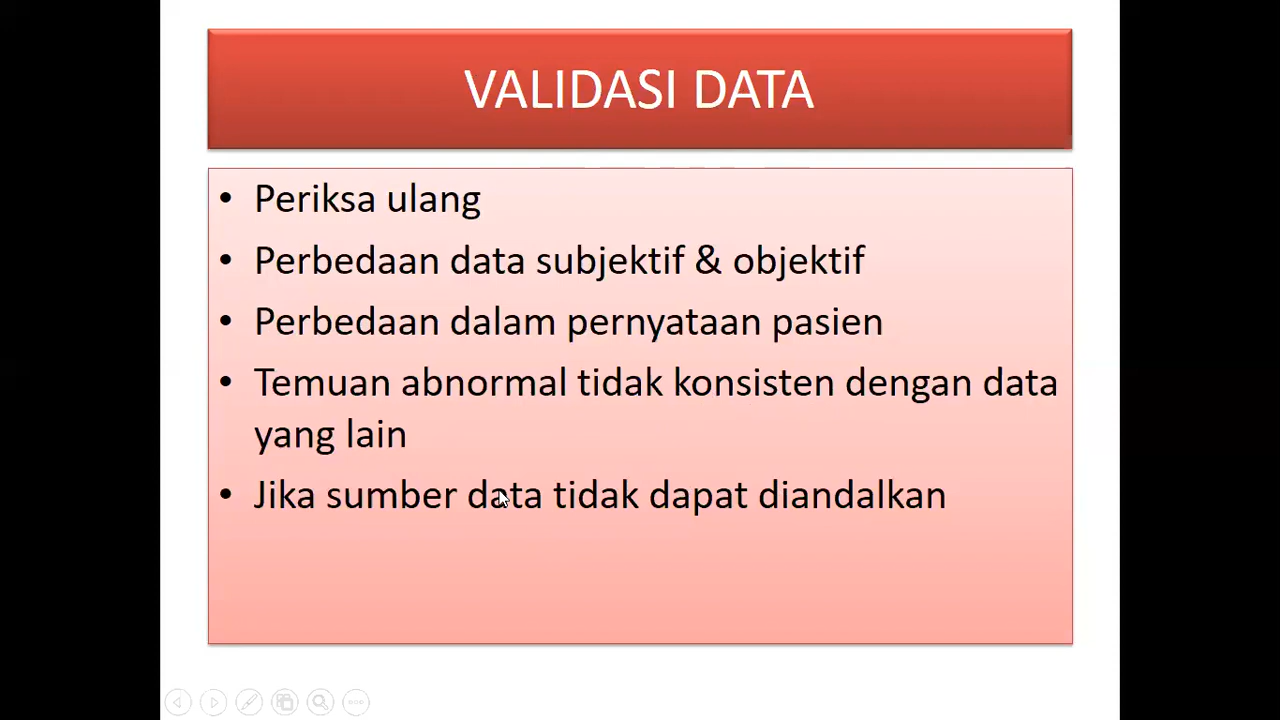 VALIDASI DATA
• Periksa ulang
• Perbedaan data subjektif & objektif
• Perbedaan dalam pernyataan pasien
• Temuan abnormal tidak konsisten dengan data
yang lain
• Jika sumber data tidak dapat diandalkan